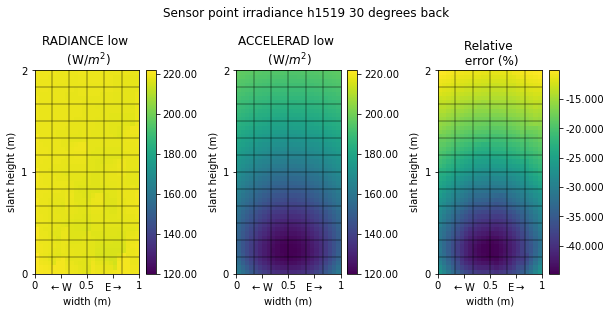 Sensor point irradiance h1519 30 degrees back
RADIANCE low
(W/m²)
ACCELERAD low
(W/m²)
Relative
error (%)
slant height (m)
2
1
0
0
←W
0.5
E→
1
width (m)
220.00
200.00
180.00
160.00
140.00
120.00
slant height (m)
2
1
0
0
←W
0.5
E→
1
width (m)
220.00
200.00
180.00
160.00
140.00
120.00
slant height (m)
2
1
0
0
←W
0.5
E→
1
width (m)
-15.000
-20.000
-25.000
-30.000
-35.000
-40.000